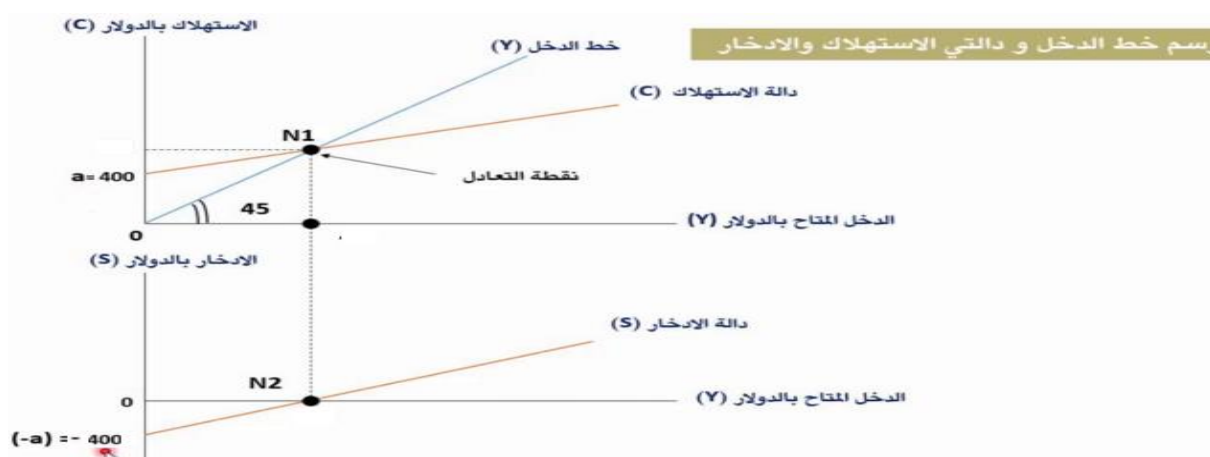 رسم خط الدخل و دالتي الاستهلاك والادخار
الاستهلاك بالدولار (C)
خط الدخل (Y)
دالة الاستهلاك (C)
N1
a= 400
نقطة التعادل
45
الدخل المتاح بالدولار (Y)
0
الادخار بالدولار (S)
دالة الادخار (S)
N2
0
الدخل المتاح بالدولار (Y)
(-a) = - 400